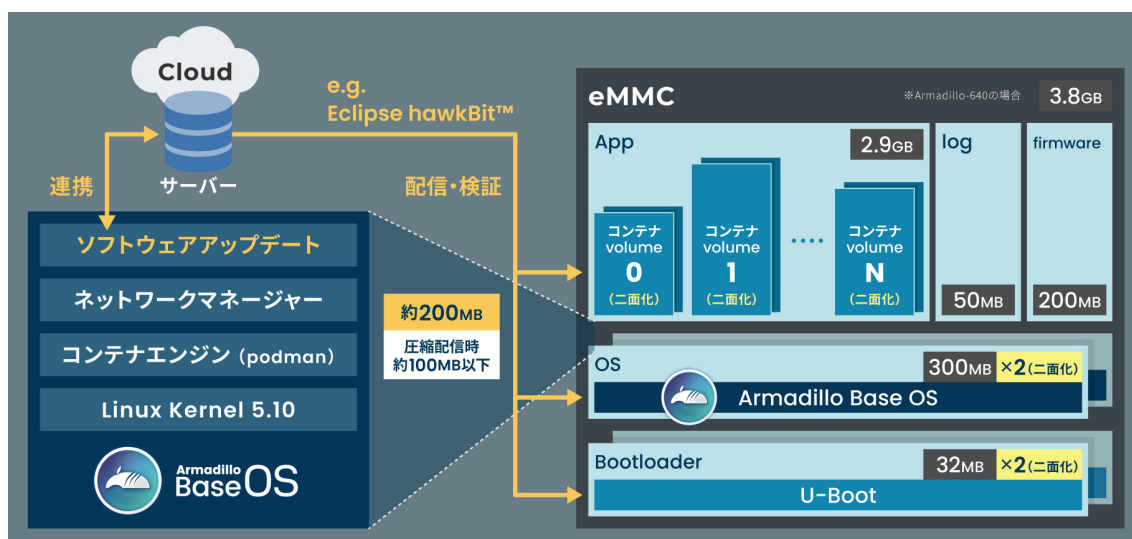 Cloud
サーバー
e.g.
Eclipse hawkBit™
連携
配信・検証
ソフトウェアアップデート
ネットワークマネージャー
コンテナエンジン (podman)
Linux Kernel 5.10
Armadillo
Base OS
約200MB
圧縮配信時
約100MB以下
eMMC
※Armadillo-640の場合
3.8GB
App
2.9GB
コンテナ
volume
0
(二面化)
コンテナ
volume
1
(二面化)
····
コンテナ
volume
N
(二面化)
log
50MB
firmware
200MB
OS
300MB ×2(二面化)
Armadillo Base OS
Bootloader
32MB ×2(二面化)
U-Boot